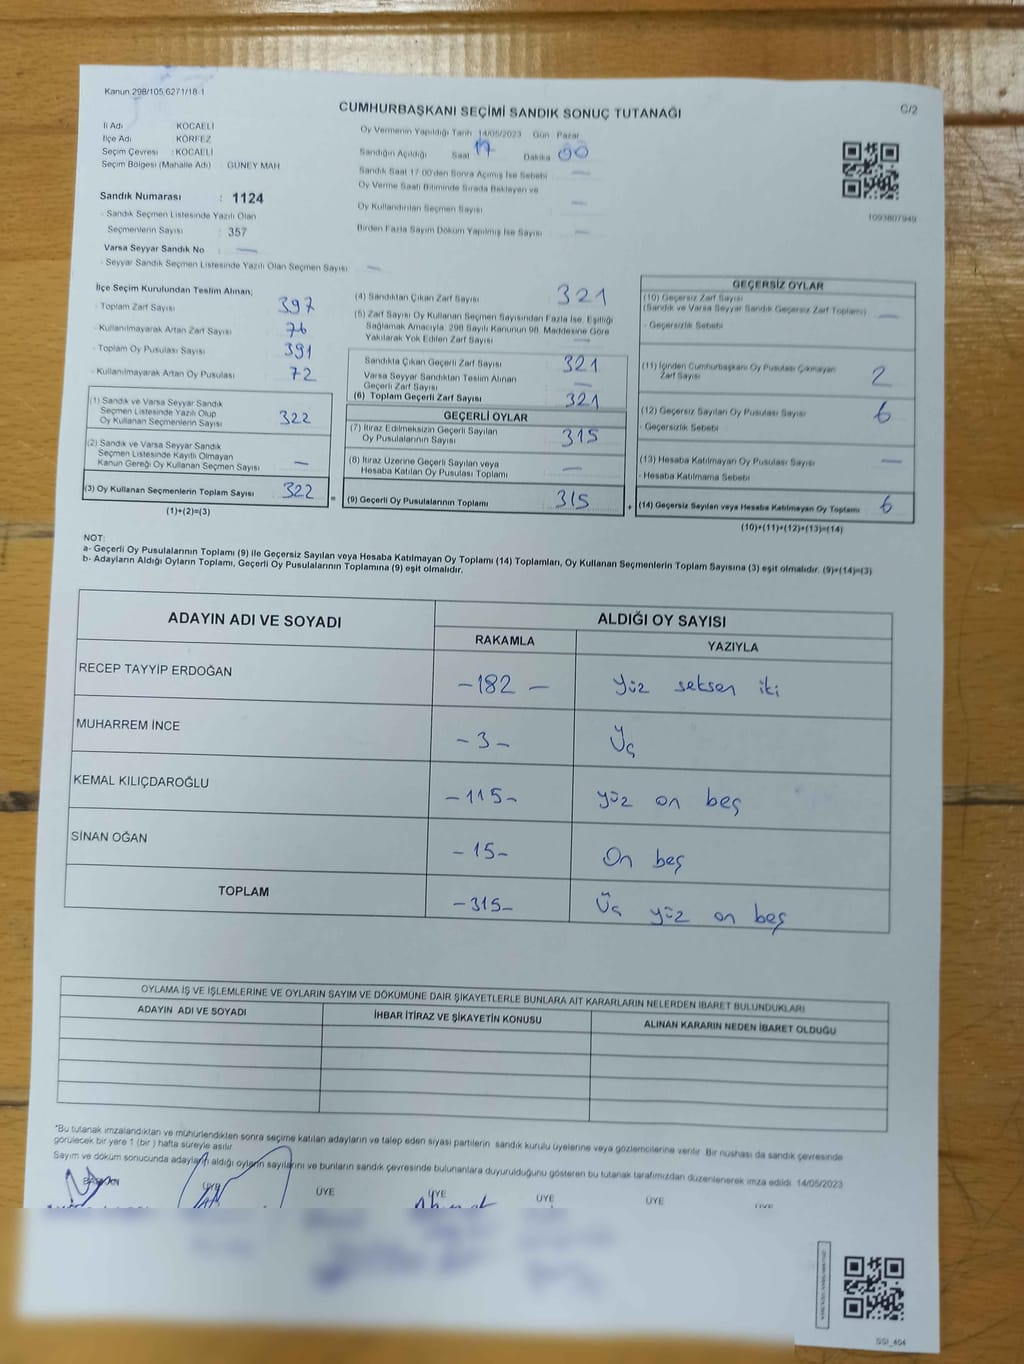 Kanun 298/105,6271/18-1
CUMHURBAŞKANI SEÇİMİ SANDIK SONUÇ TUTANAĞI
C/2
İli Adı KOCAELİ
İlçe Adı KÖRFEZ
Seçim Çevresi : KOCAELİ
Seçim Bölgesi (Mahalle Adı) GÜNEY MAH
Sandık Numarası : 1124
- Sandık Seçmen Listesinde Yazılı Olan
Seçmenlerin Sayısı : 357
Varsa Seyyar Sandık No : —
- Seyyar Sandık Seçmen Listesinde Yazılı Olan Seçmen Sayısı: —
Oy Vermenin Yapıldığı Tarih 14/05/2023 Gün Pazar
Sandığın Açıldığı Saat 17 Dakika 00
Sandık Saat 17:00'den Sonra Açılmış İse Sebebi —
Oy Verme Saati Bitiminde Sırada Bekleyen ve
Oy Kullandırılan Seçmen Sayısı —
Birden Fazla Sayım Döküm Yapılmış İse Sayısı —
1093807949
İlçe Seçim Kurulundan Teslim Alınan;
- Toplam Zarf Sayısı 397
- Kullanılmayarak Artan Zarf Sayısı 76
- Toplam Oy Pusulası Sayısı 391
- Kullanılmayarak Artan Oy Pusulası 72
(1) Sandık ve Varsa Seyyar Sandık
Seçmen Listesinde Yazılı Olup
Oy Kullanan Seçmenlerin Sayısı 322
(2) Sandık ve Varsa Seyyar Sandık
Seçmen Listesinde Kayıtlı Olmayan
Kanun Gereği Oy Kullanan Seçmen Sayısı —
(3) Oy Kullanan Seçmenlerin Toplam Sayısı 322 =
(1)+(2)=(3)
(4) Sandıktan Çıkan Zarf Sayısı 321
(5) Zarf Sayısı Oy Kullanan Seçmen Sayısından Fazla İse, Eşitliği
Sağlamak Amacıyla, 298 Sayılı Kanunun 98. Maddesine Göre
Yakılarak Yok Edilen Zarf Sayısı —
Sandıkta Çıkan Geçerli Zarf Sayısı 321
Varsa Seyyar Sandıktan Teslim Alınan
Geçerli Zarf Sayısı —
(6) Toplam Geçerli Zarf Sayısı 321
GEÇERLİ OYLAR
(7) İtiraz Edilmeksizin Geçerli Sayılan
Oy Pusulalarının Sayısı 315
(8) İtiraz Üzerine Geçerli Sayılan veya
Hesaba Katılan Oy Pusulası Toplamı —
(9) Geçerli Oy Pusulalarının Toplamı 315 +
GEÇERSİZ OYLAR
(10) Geçersiz Zarf Sayısı
(Sandık ve Varsa Seyyar Sandık Geçersiz Zarf Toplamı) —
- Geçersizlik Sebebi
(11) İçinden Cumhurbaşkanı Oy Pusulası Çıkmayan
Zarf Sayısı 2
(12) Geçersiz Sayılan Oy Pusulası Sayısı 6
- Geçersizlik Sebebi
(13) Hesaba Katılmayan Oy Pusulası Sayısı —
- Hesaba Katılmama Sebebi
(14) Geçersiz Sayılan veya Hesaba Katılmayan Oy Toplamı 6
(10)+(11)+(12)+(13)=(14)
NOT:
a- Geçerli Oy Pusulalarının Toplamı (9) ile Geçersiz Sayılan veya Hesaba Katılmayan Oy Toplamı (14) Toplamları, Oy Kullanan Seçmenlerin Toplam Sayısına (3) eşit olmalıdır. (9)+(14)=(3)
b- Adayların Aldığı Oyların Toplamı, Geçerli Oy Pusulalarının Toplamına (9) eşit olmalıdır.
ADAYIN ADI VE SOYADI ALDIĞI OY SAYISI
RAKAMLA YAZIYLA
RECEP TAYYİP ERDOĞAN -182- Yüz seksen iki
MUHARREM İNCE -3- Üç
KEMAL KILIÇDAROĞLU -115- yüz on beş
SİNAN OĞAN -15- On beş
TOPLAM -315- Üç yüz on beş
OYLAMA İŞ VE İŞLEMLERİNE VE OYLARIN SAYIM VE DÖKÜMÜNE DAİR ŞİKAYETLERLE BUNLARA AİT KARARLARIN NELERDEN İBARET BULUNDUKLARI
ADAYIN ADI VE SOYADI İHBAR İTİRAZ VE ŞİKAYETİN KONUSU ALINAN KARARIN NEDEN İBARET OLDUĞU
*Bu tutanak imzalandıktan ve mühürlendikten sonra seçime katılan adayların ve talep eden siyasi partilerin sandık kurulu üyelerine veya gözlemcilerine verilir. Bir nüshası da sandık çevresinde
görülecek bir yere 1 (bir) hafta süreyle asılır.
Sayım ve döküm sonucunda adayların aldığı oyların sayılarını ve bunların sandık çevresinde bulunanlara duyurulduğunu gösteren bu tutanak tarafımızdan düzenlenerek imza edildi. 14/05/2023
BAŞKAN ÜYE ÜYE ÜYE ÜYE ÜYE ÜYE
SSI_404